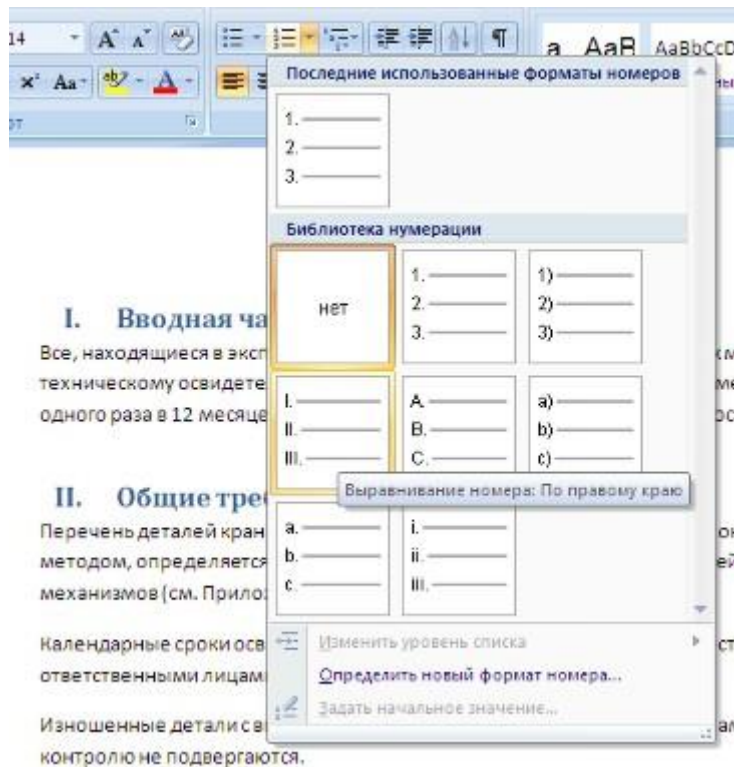 14
Aa
A
a AaB AaBbCcD
Последние использованные форматы номеров
1.
2.
3.
Библиотека нумерации
нет
1.
2.
3.
1)
2)
3)
I.
II.
III.
A.
B.
C.
a)
b)
c)
Выравнивание номера: По правому краю
a.
b.
c.
i.
ii.
iii.
Изменить уровень списка
Определить новый формат номера...
Задать начальное значение...
I. Вводная ча
Все, находящиеся в эксп
техническому освидете
одного раза в 12 месяце
II. Общие тре
Перечень деталей кран
методом, определяется
механизмов (см. Прило
Календарные сроки осв
ответственными лицам
Изношенные детали с в
контролю не подвергаются.